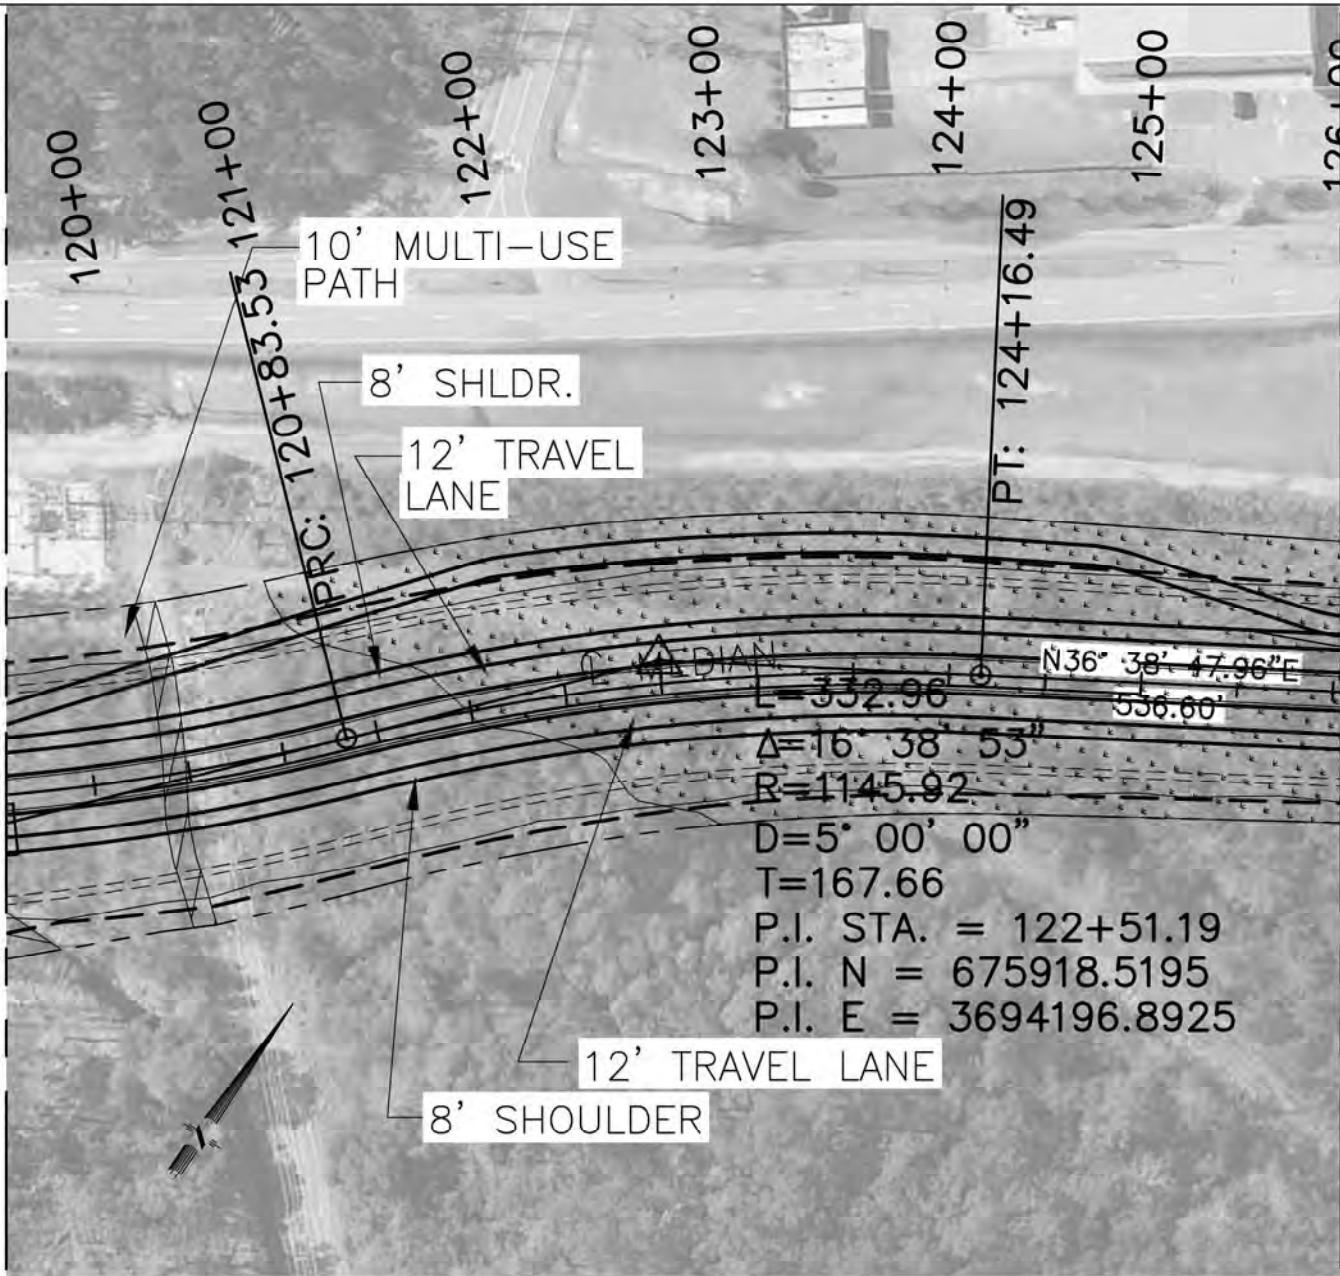 120+00
121+00
122+00
123+00
124+00
125+00
10' MULTI-USE
PATH
PRC: 120+83.53
PT: 124+16.49
8' SHLDR.
12' TRAVEL
LANE
℄ MEDIAN
N36° 38' 47.96"E
536.60'
L=332.96
Δ=16° 38' 53"
R=1145.92
D=5° 00' 00"
T=167.66
P.I. STA. = 122+51.19
P.I. N = 675918.5195
P.I. E = 3694196.8925
12' TRAVEL LANE
8' SHOULDER